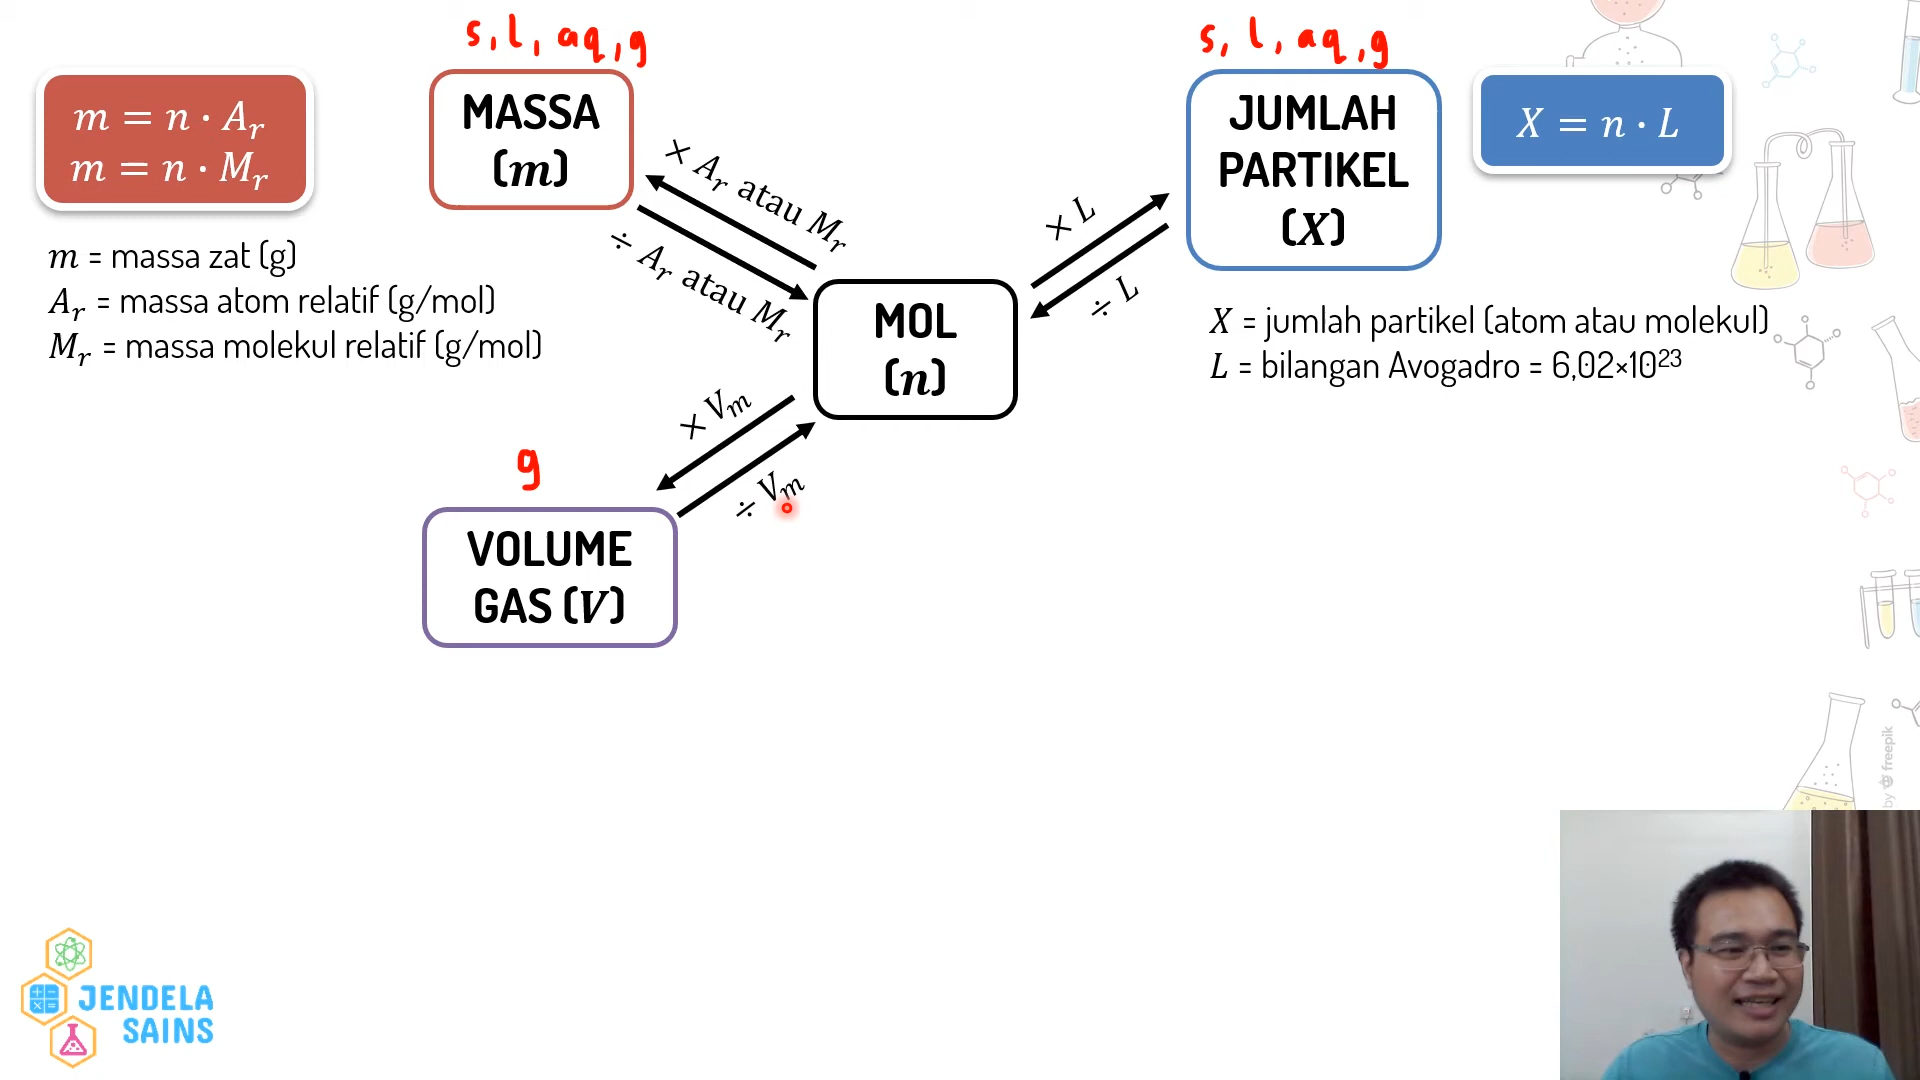 s, l, aq, g
MASSA
(m)
m = n · Aᵣ
m = n · Mᵣ
m = massa zat (g)
Aᵣ = massa atom relatif (g/mol)
Mᵣ = massa molekul relatif (g/mol)
× Aᵣ atau Mᵣ
÷ Aᵣ atau Mᵣ
MOL
(n)
× L
÷ L
s, l, aq, g
JUMLAH
PARTIKEL
(X)
X = n · L
X = jumlah partikel (atom atau molekul)
L = bilangan Avogadro = 6,02×10²³
× Vₘ
÷ Vₘ
g
VOLUME
GAS (V)
JENDELA
SAINS
by freepik